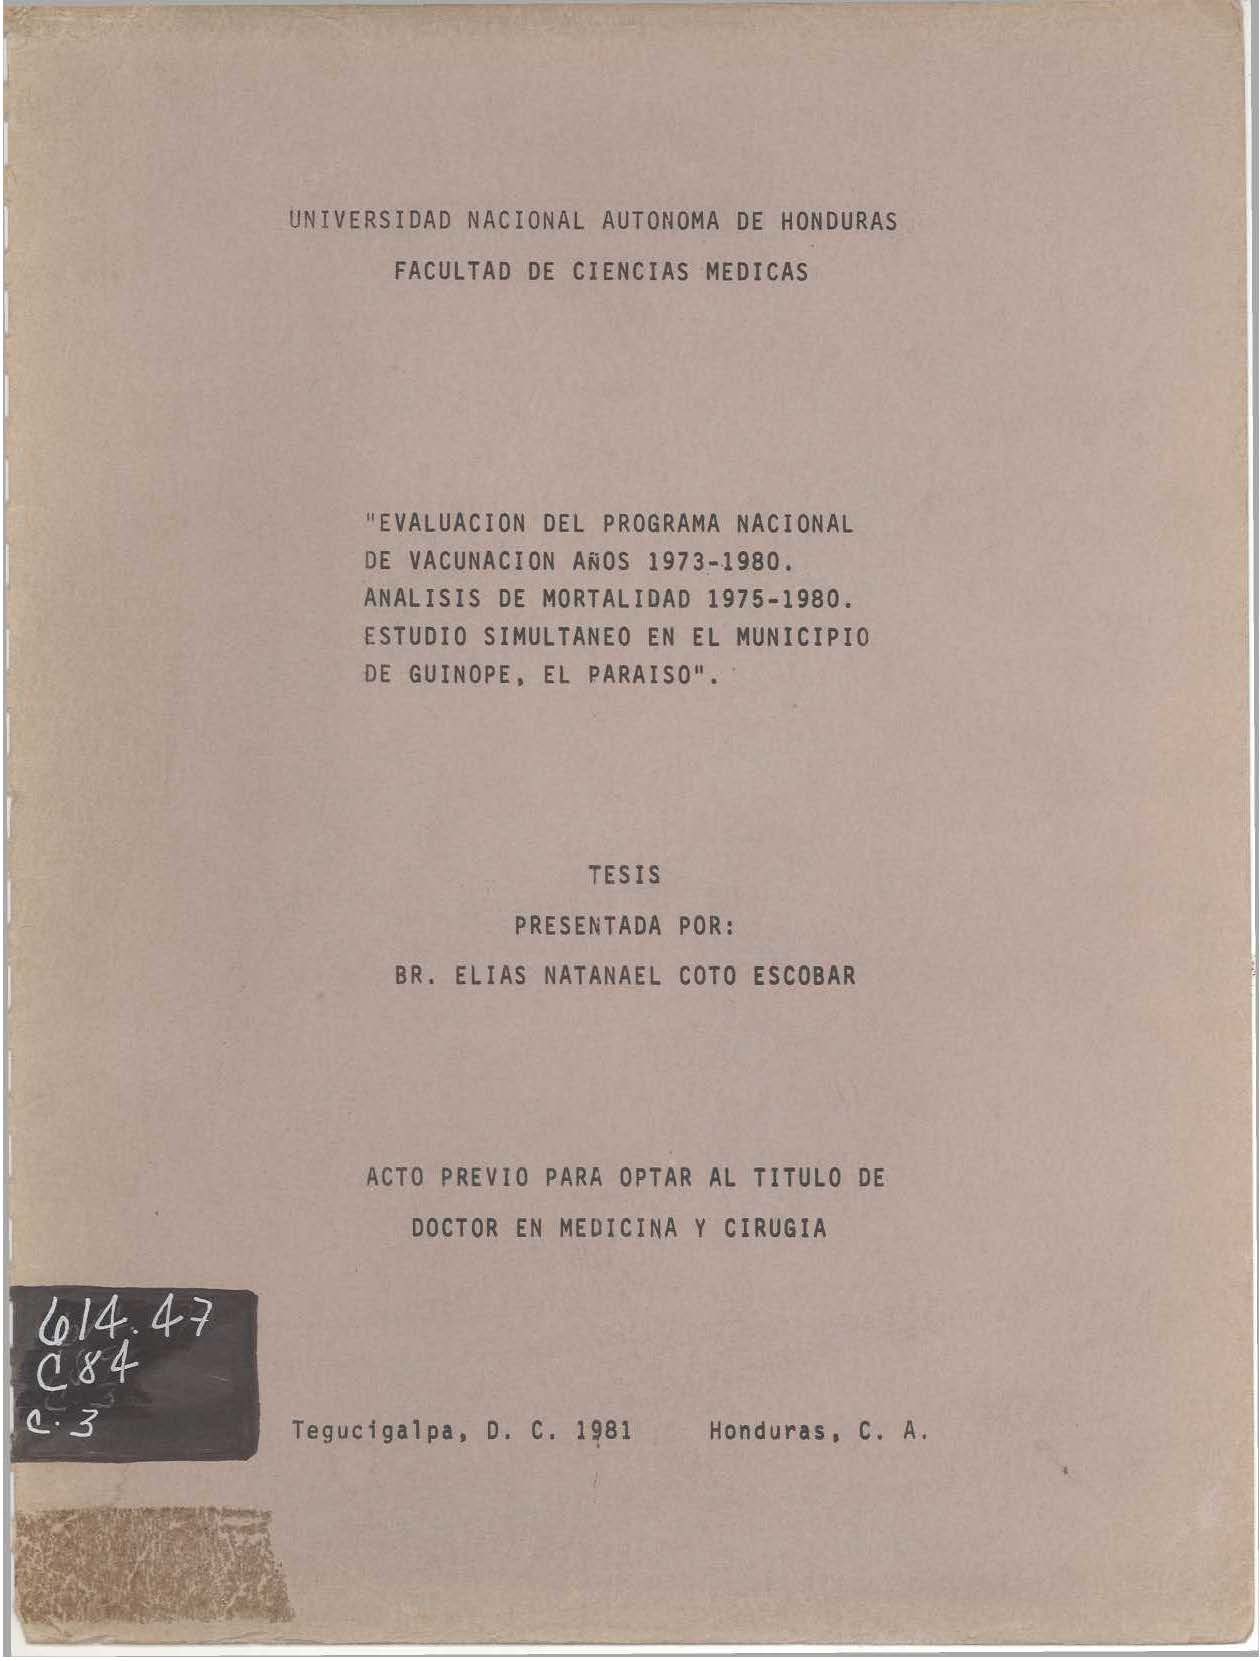 UNIVERSIDAD NACIONAL AUTONOMA DE HONDURAS
FACULTAD DE CIENCIAS MEDICAS
"EVALUACION DEL PROGRAMA NACIONAL
DE VACUNACION AÑOS 1973-1980.
ANALISIS DE MORTALIDAD 1975-1980.
ESTUDIO SIMULTANEO EN EL MUNICIPIO
DE GUINOPE, EL PARAISO".
TESIS
PRESENTADA POR:
BR. ELIAS NATANAEL COTO ESCOBAR
ACTO PREVIO PARA OPTAR AL TITULO DE
DOCTOR EN MEDICINA Y CIRUGIA
614.47
C84
c.3
Tegucigalpa, D. C. 1981 Honduras, C. A.